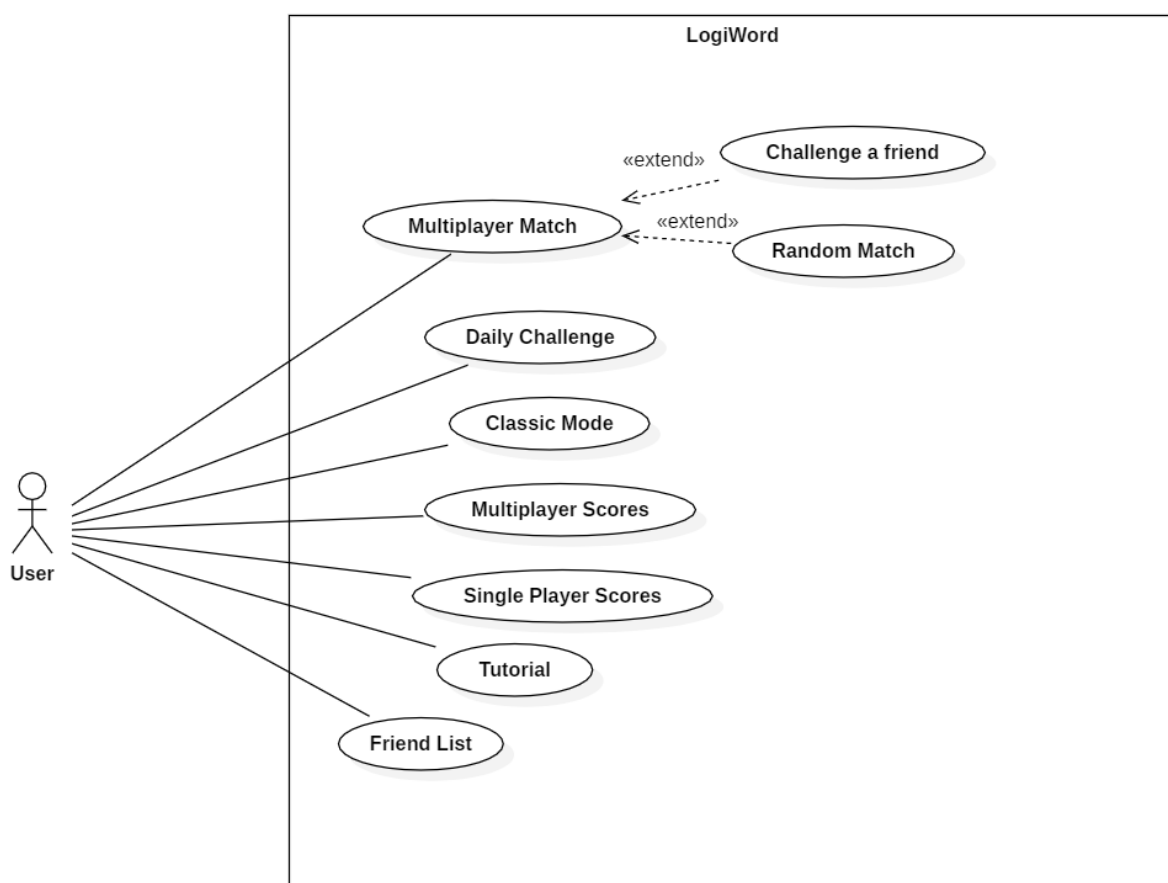 LogiWord
Challenge a friend
«extend»
Multiplayer Match
«extend»
Random Match
Daily Challenge
Classic Mode
Multiplayer Scores
User
Single Player Scores
Tutorial
Friend List